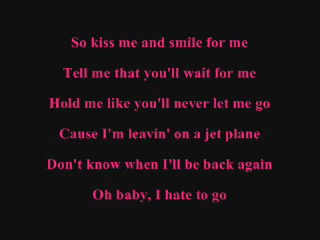 So kiss me and smile for me
Tell me that you'll wait for me
Hold me like you'll never let me go
Cause I'm leavin' on a jet plane
Don't know when I'll be back again
Oh baby, I hate to go